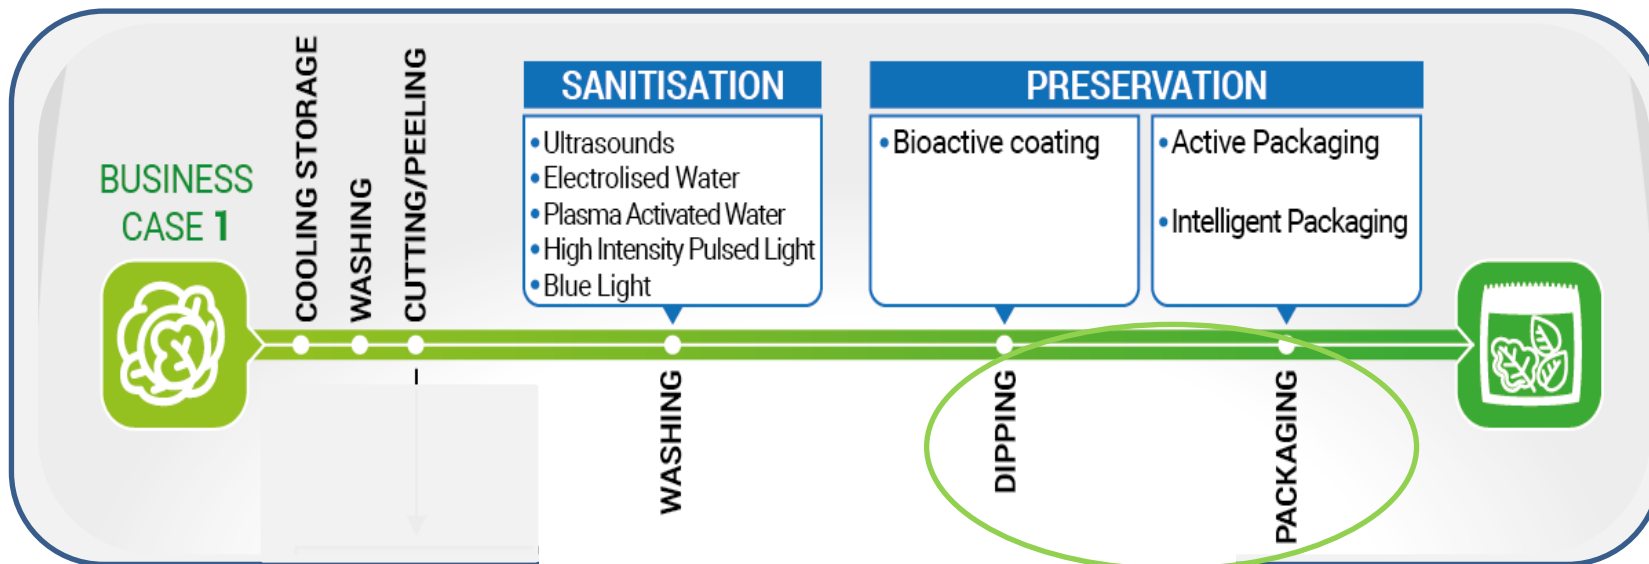 BUSINESS
CASE 1
COOLING STORAGE
WASHING
CUTTING/PEELING
SANITISATION
•Ultrasounds
•Electrolised Water
•Plasma Activated Water
•High Intensity Pulsed Light
•Blue Light
WASHING
PRESERVATION
•Bioactive coating
•Active Packaging
•Intelligent Packaging
DIPPING
PACKAGING